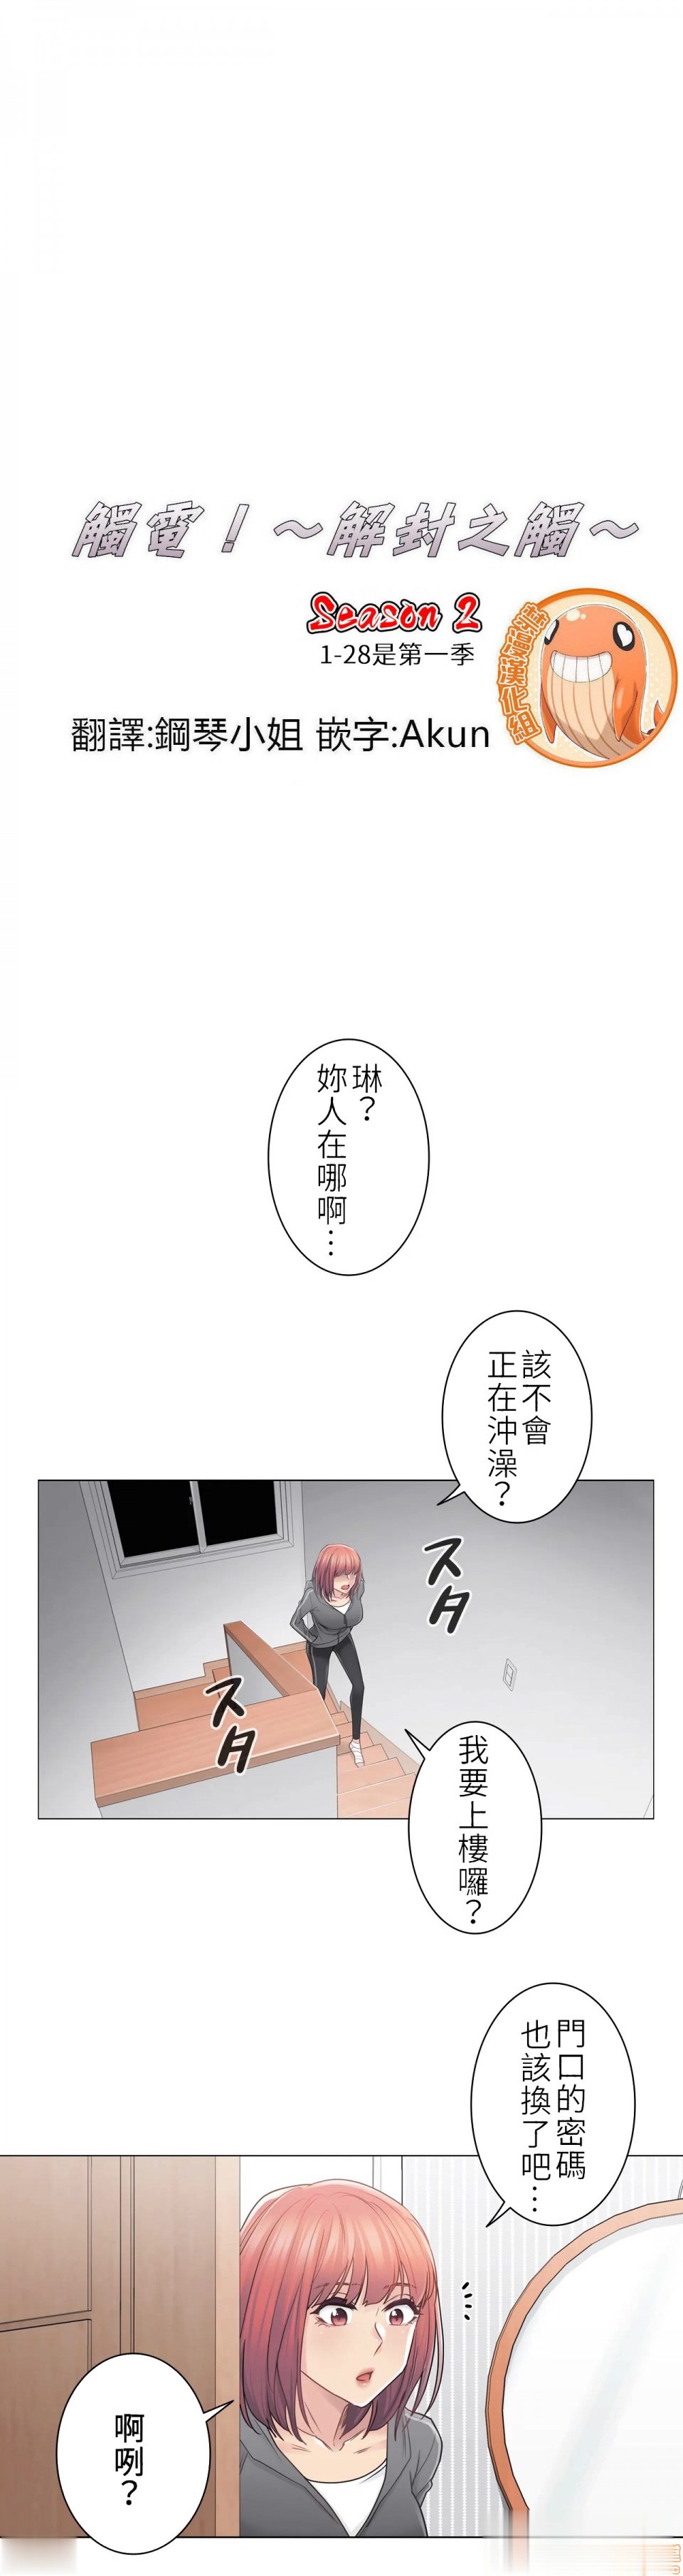 觸電！～解封之觸～
Season 2
1-28是第一季
荒漫漢化組
翻譯:鋼琴小姐 嵌字:Akun
琳？
妳人在哪啊…
該不會
正在沖澡？
スタ
スタ
我要上樓囉？
門口的密碼
也該換了吧…
啊咧？